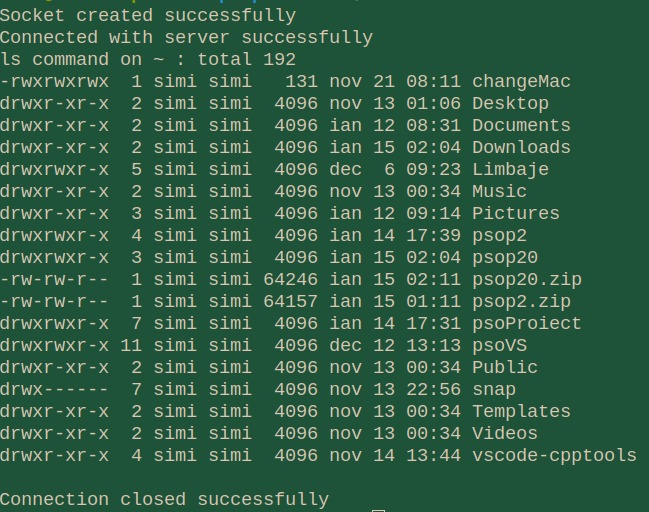 Socket created successfully
Connected with server successfully
ls command on ~ : total 192
-rwxrwxrwx  1 simi simi   131 nov 21 08:11 changeMac
drwxr-xr-x  2 simi simi  4096 nov 13 01:06 Desktop
drwxr-xr-x  2 simi simi  4096 ian 12 08:31 Documents
drwxr-xr-x  2 simi simi  4096 ian 15 02:04 Downloads
drwxrwxr-x  5 simi simi  4096 dec  6 09:23 Limbaje
drwxr-xr-x  2 simi simi  4096 nov 13 00:34 Music
drwxr-xr-x  3 simi simi  4096 ian 12 09:14 Pictures
drwxrwxr-x  4 simi simi  4096 ian 14 17:39 psop2
drwxrwxr-x  3 simi simi  4096 ian 15 02:04 psop20
-rw-rw-r--  1 simi simi 64246 ian 15 02:11 psop20.zip
-rw-rw-r--  1 simi simi 64157 ian 15 01:11 psop2.zip
drwxrwxr-x  7 simi simi  4096 ian 14 17:31 psoProiect
drwxrwxr-x 11 simi simi  4096 dec 12 13:13 psoVS
drwxr-xr-x  2 simi simi  4096 nov 13 00:34 Public
drwx------  7 simi simi  4096 nov 13 22:56 snap
drwxr-xr-x  2 simi simi  4096 nov 13 00:34 Templates
drwxr-xr-x  2 simi simi  4096 nov 13 00:34 Videos
drwxr-xr-x  4 simi simi  4096 nov 14 13:44 vscode-cpptools
Connection closed successfully